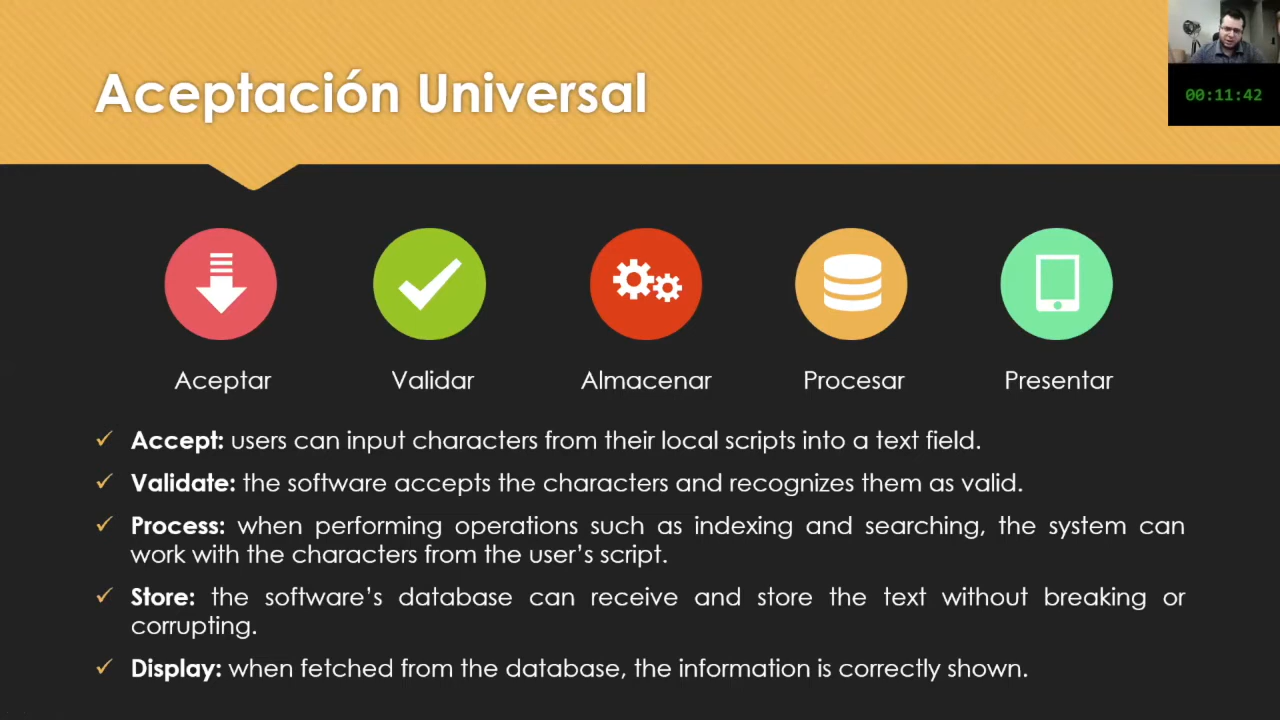 Aceptación Universal
00:11:42
Aceptar
Validar
Almacenar
Procesar
Presentar
✓ Accept: users can input characters from their local scripts into a text field.
✓ Validate: the software accepts the characters and recognizes them as valid.
✓ Process: when performing operations such as indexing and searching, the system can
work with the characters from the user’s script.
✓ Store: the software’s database can receive and store the text without breaking or
corrupting.
✓ Display: when fetched from the database, the information is correctly shown.